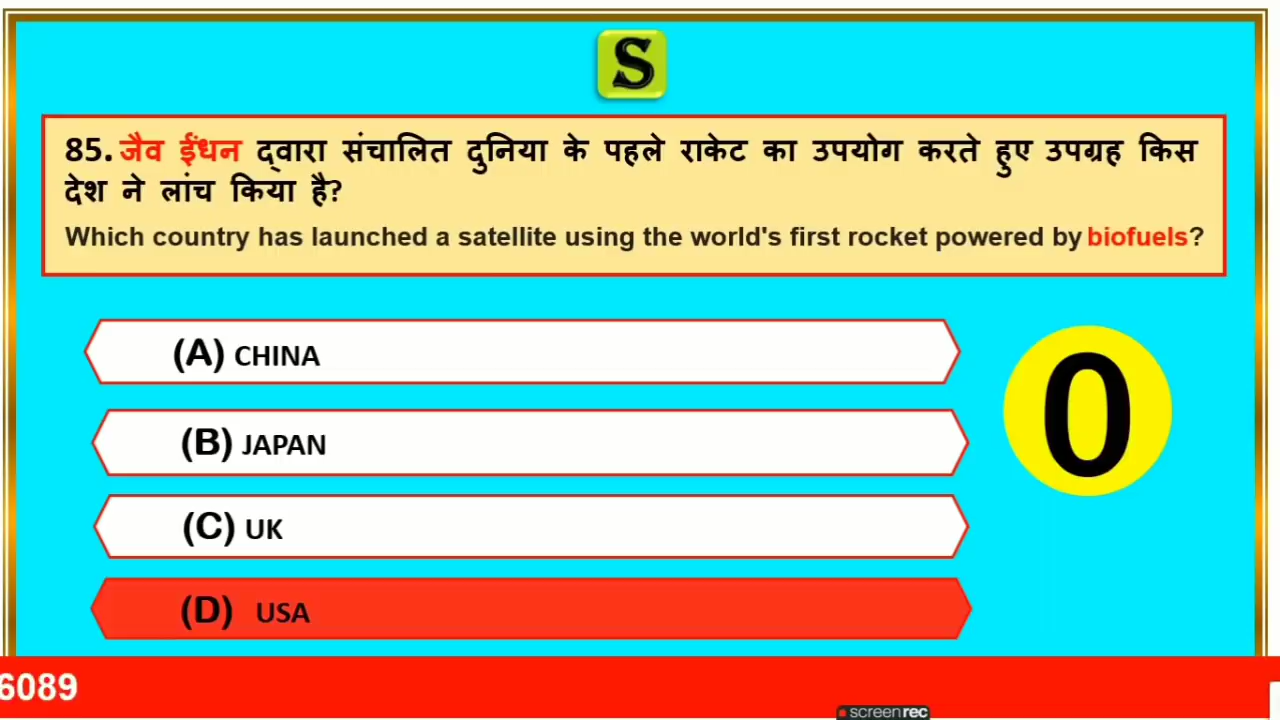 S
85. जैव ईंधन द्वारा संचालित दुनिया के पहले राकेट का उपयोग करते हुए उपग्रह किस
देश ने लांच किया है?
Which country has launched a satellite using the world's first rocket powered by biofuels?
(A) CHINA
0
(B) JAPAN
(C) UK
(D) USA
6089
screenrec